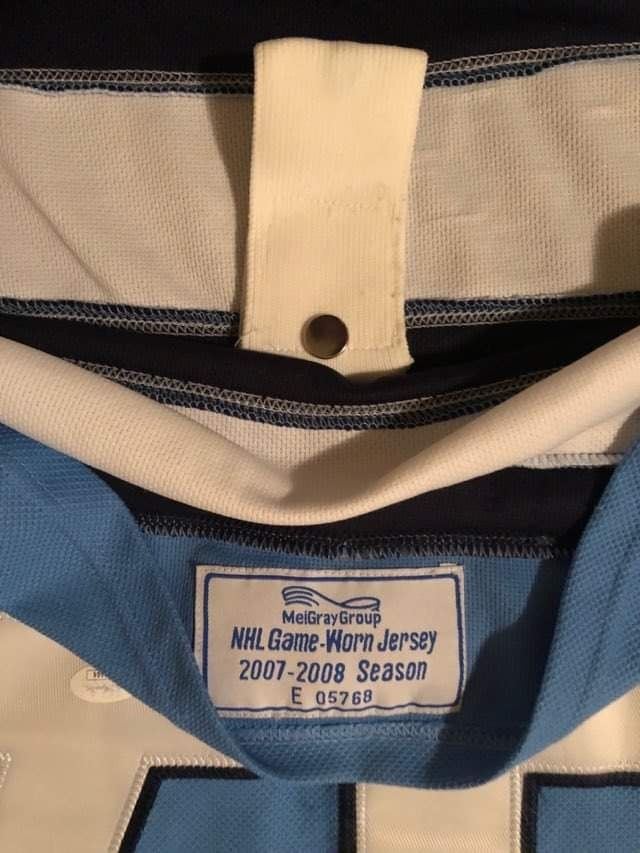 MeiGrayGroup
NHL Game-Worn Jersey
2007-2008 Season
E 05768